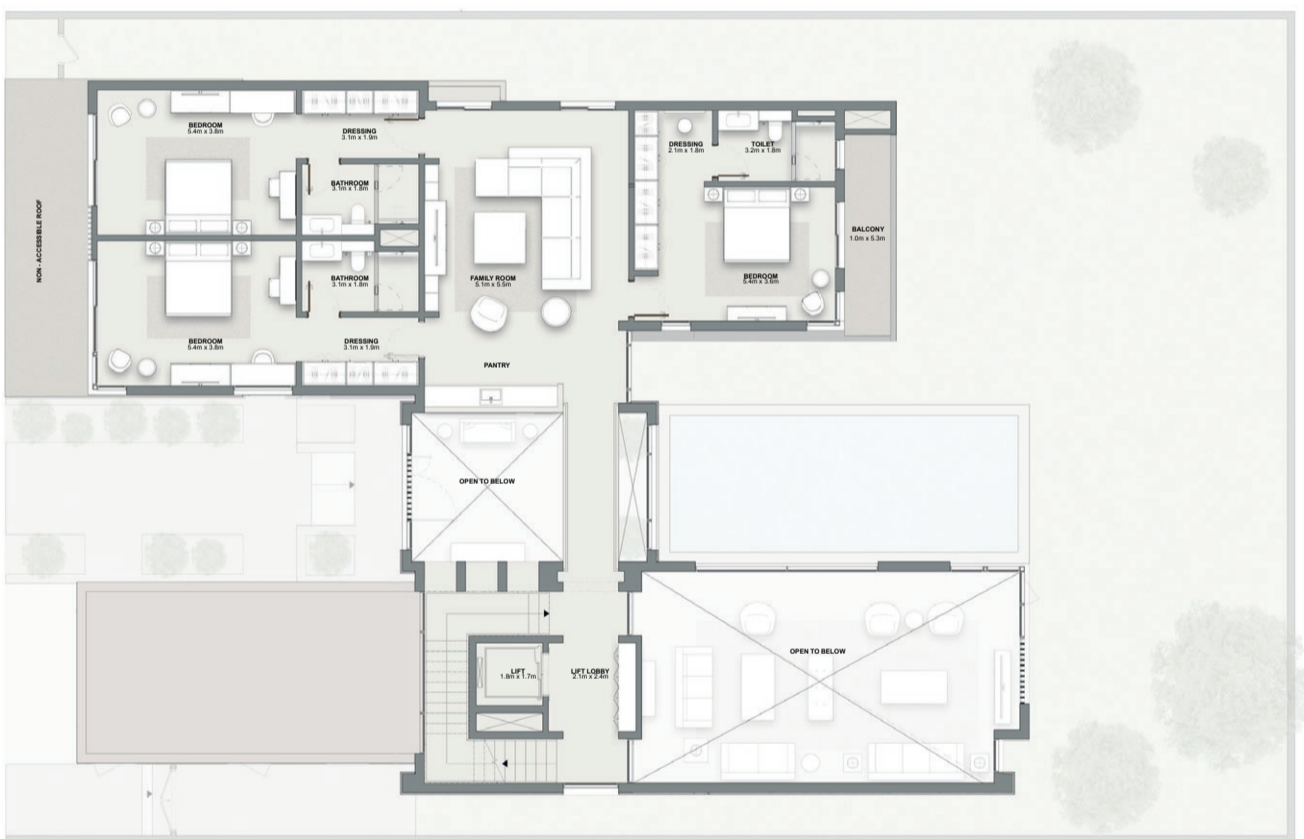 BEDROOM
5.4m x 3.8m
DRESSING
3.1m x 1.9m
BATHROOM
3.1m x 1.8m
DRESSING
2.1m x 1.8m
TOILET
3.2m x 1.8m
NON - ACCESSIBLE ROOF
BALCONY
1.0m x 5.3m
BATHROOM
3.1m x 1.8m
FAMILY ROOM
5.1m x 5.5m
BEDROOM
5.4m x 3.6m
BEDROOM
5.4m x 3.8m
DRESSING
3.1m x 1.9m
PANTRY
OPEN TO BELOW
OPEN TO BELOW
LIFT
1.8m x 1.7m
LIFT LOBBY
2.1m x 2.4m